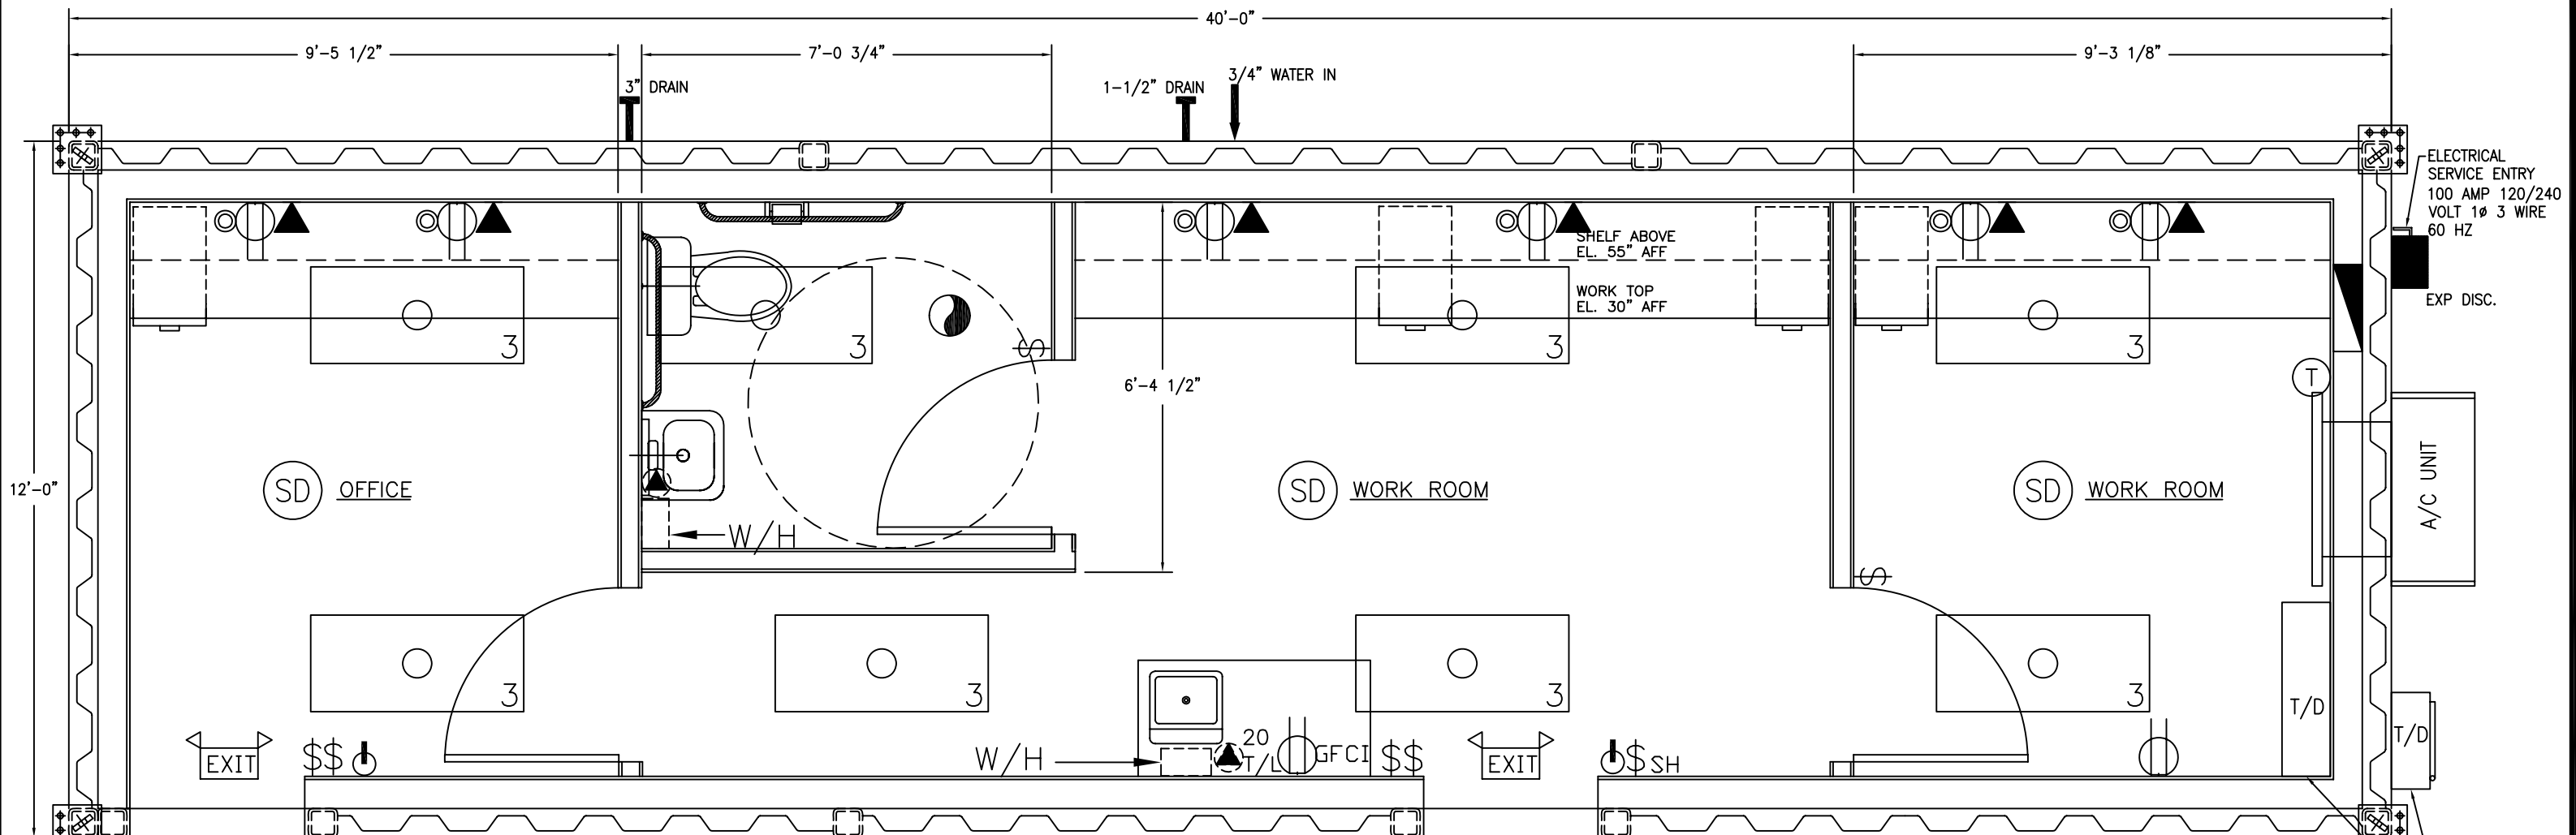 40'-0"
9'-5 1/2"
7'-0 3/4"
9'-3 1/8"
3" DRAIN
1-1/2" DRAIN
3/4" WATER IN
ELECTRICAL
SERVICE ENTRY
100 AMP 120/240
VOLT 1ø 3 WIRE
60 HZ
SHELF ABOVE
EL. 55" AFF
WORK TOP
EL. 30" AFF
EXP DISC.
3
3
$
3
3
T
6'-4 1/2"
12'-0"
SD OFFICE
SD WORK ROOM
SD WORK ROOM
A/C UNIT
W/H
$
3
3
3
3
T/D
T/D
EXIT
$$
W/H
20
T/L
GFCI
$$
EXIT
$ SH